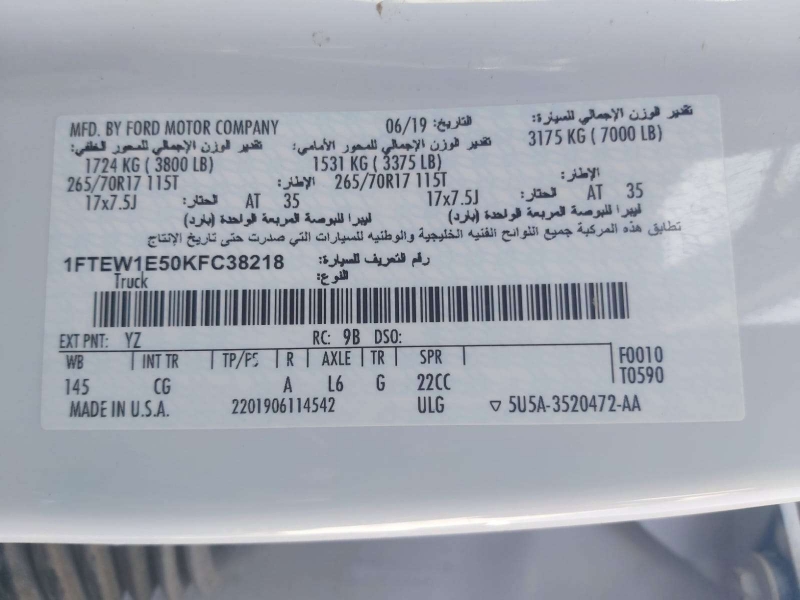 MFD. BY FORD MOTOR COMPANY 06/19 التاريخ: تقدير الوزن الإجمالي للسيارة:
3175 KG ( 7000 LB)
تقدير الوزن الإجمالي للمحور الخلفي: تقدير الوزن الإجمالي للمحور الأمامي:
1724 KG ( 3800 LB) 1531 KG ( 3375 LB)
265/70R17 115T الإطار: 265/70R17 115T الإطار:
17x7.5J الحتار: AT 35 17x7.5J الحتار: AT 35
ليبرا للبوصة المربعة الواحدة (بارد) ليبرا للبوصة المربعة الواحدة (بارد)
تطابق هذه المركبة جميع اللوائح الفنيه الخليجية والوطنيه للسيارات التي صدرت حتى تاريخ الإنتاج
1FTEW1E50KFC38218 رقم التعريف للسيارة:
Truck النوع:
EXT PNT: YZ RC: 9B DSO:
WB INT TR TP/PS R AXLE TR SPR F0010
145 CG A L6 G 22CC T0590
MADE IN U.S.A. 2201906114542 ULG ▽ 5U5A-3520472-AA